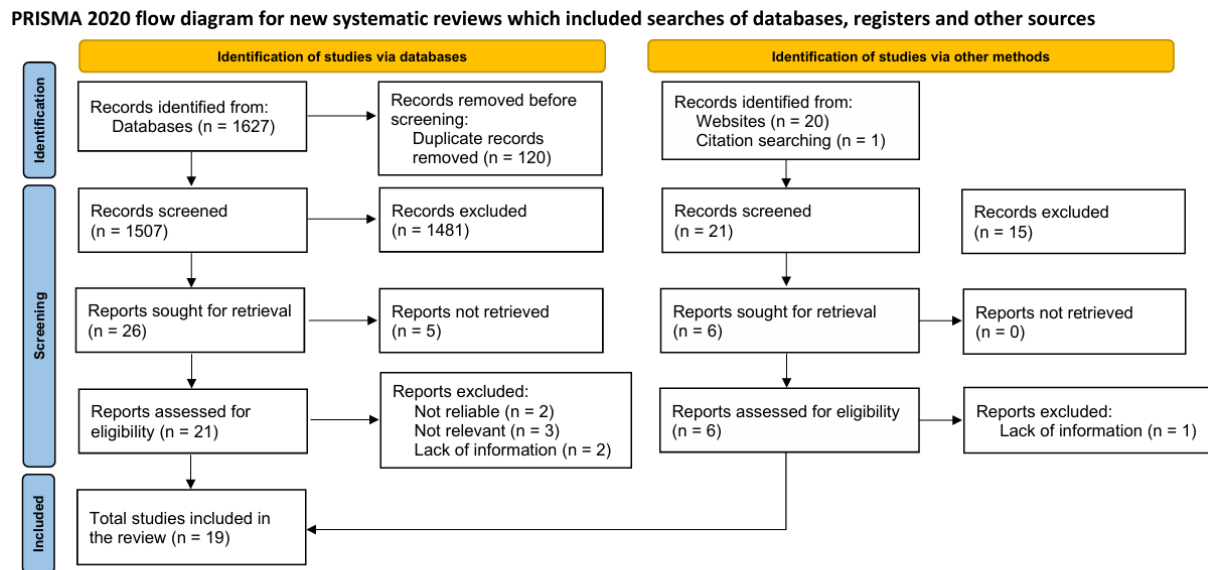 PRISMA 2020 flow diagram for new systematic reviews which included searches of databases, registers and other sources
Identification of studies via databases
Identification of studies via other methods
Identification
Records identified from:
Databases (n = 1627)
Records removed before
screening:
Duplicate records
removed (n = 120)
Records identified from:
Websites (n = 20)
Citation searching (n = 1)
Screening
Records screened
(n = 1507)
Records excluded
(n = 1481)
Records screened
(n = 21)
Records excluded
(n = 15)
Reports sought for retrieval
(n = 26)
Reports not retrieved
(n = 5)
Reports sought for retrieval
(n = 6)
Reports not retrieved
(n = 0)
Reports assessed for
eligibility (n = 21)
Reports excluded:
Not reliable (n = 2)
Not relevant (n = 3)
Lack of information (n = 2)
Reports assessed for eligibility
(n = 6)
Reports excluded:
Lack of information (n = 1)
Included
Total studies included in
the review (n = 19)